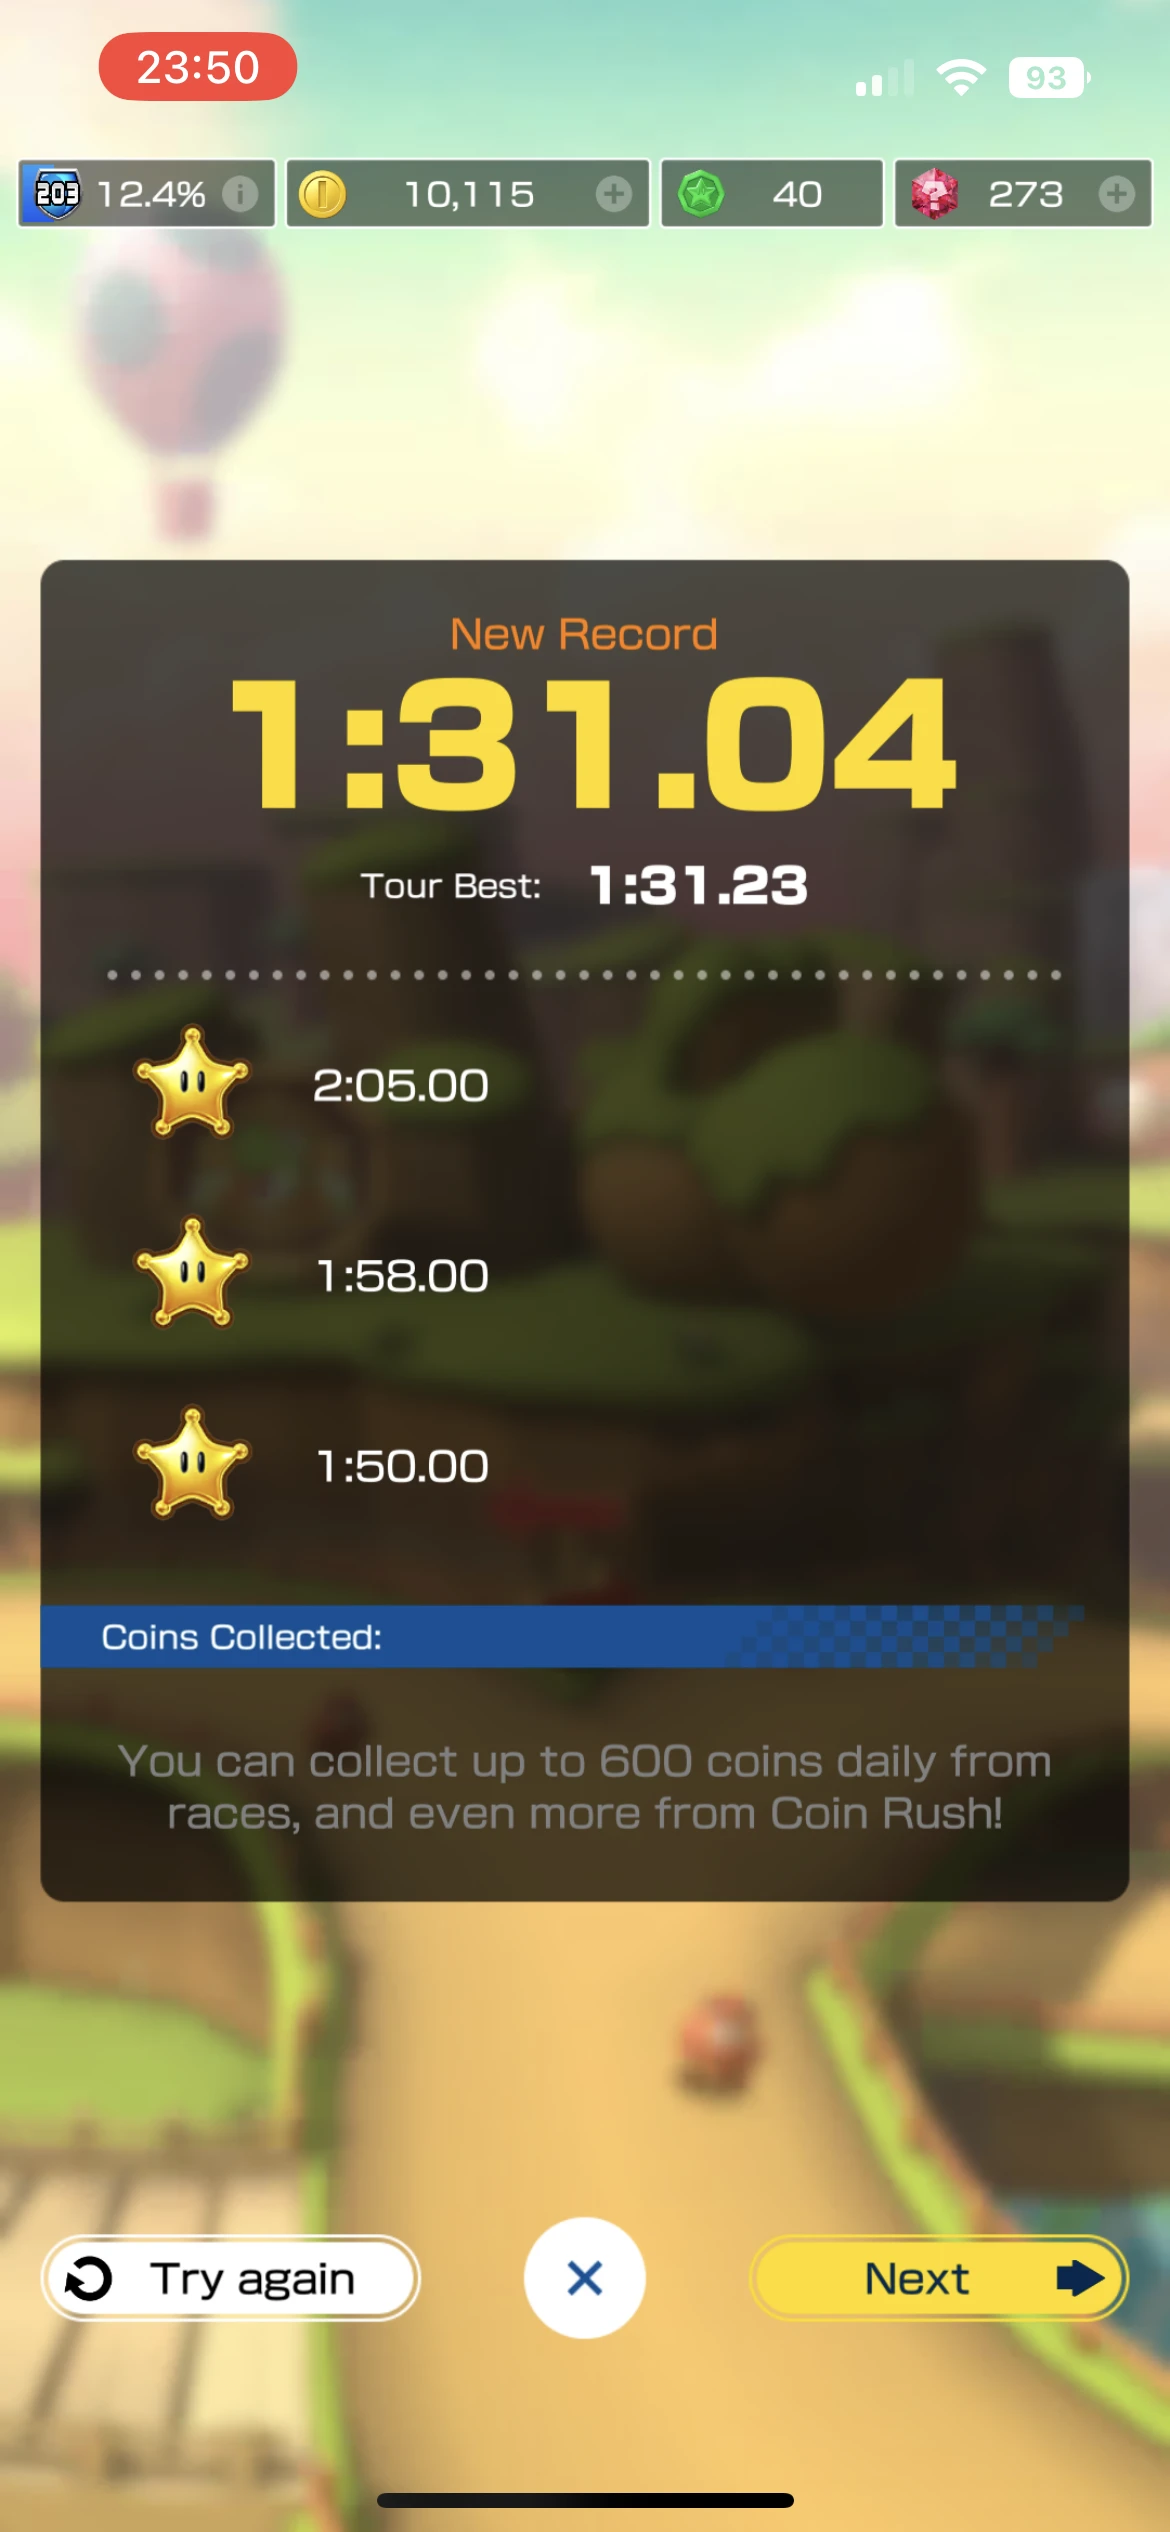 23:50
93
203 12.4% i 10,115 + 40 ? 273 +
New Record
1:31.04
Tour Best: 1:31.23
2:05.00
1:58.00
1:50.00
Coins Collected:
You can collect up to 600 coins daily from
races, and even more from Coin Rush!
Try again
Next